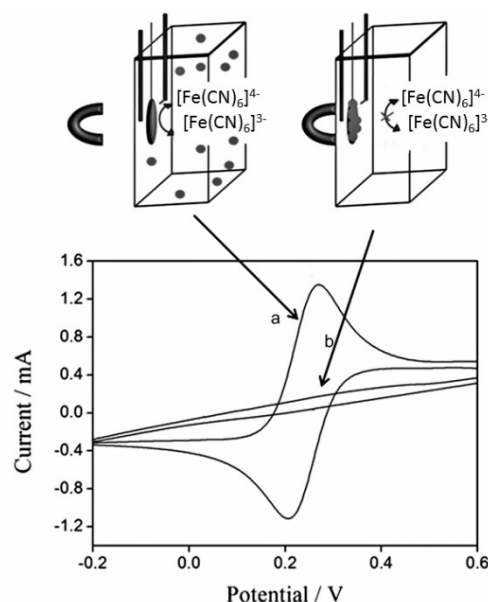 [Fe(CN)6]4-
[Fe(CN)6]3-
[Fe(CN)6]4-
[Fe(CN)6]3
a
b
1.6
1.2
0.8
0.4
0.0
-0.4
-0.8
-1.2
Current / mA
-0.2
0.0
0.2
0.4
0.6
Potential / V